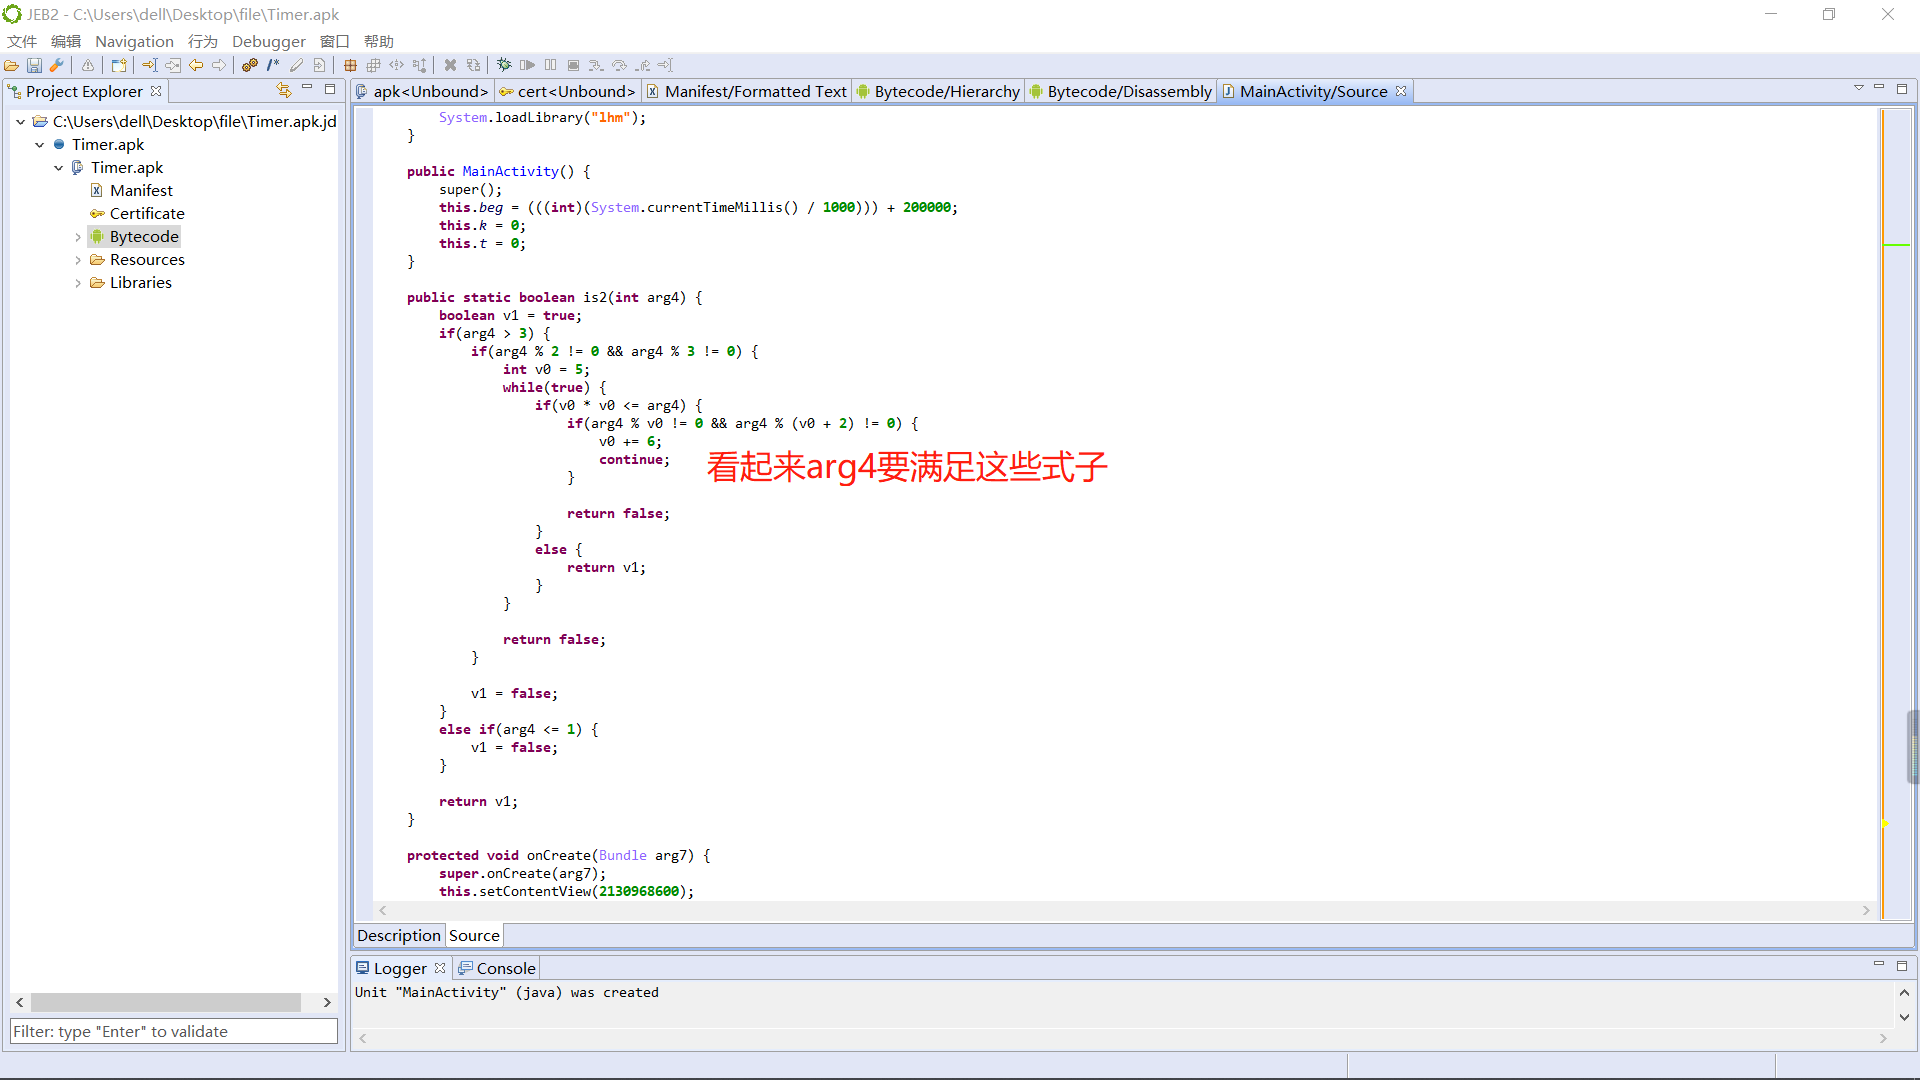 JEB2 - C:\Users\dell\Desktop\file\Timer.apk
文件 编辑 Navigation 行为 Debugger 窗口 帮助
Project Explorer
apk<Unbound> cert<Unbound> Manifest/Formatted Text Bytecode/Hierarchy Bytecode/Disassembly MainActivity/Source
C:\Users\dell\Desktop\file\Timer.apk.jd
Timer.apk
Timer.apk
Manifest
Certificate
Bytecode
Resources
Libraries
Filter: type "Enter" to validate
System.loadLibrary("lhm");
}
public MainActivity() {
super();
this.beg = (((int)(System.currentTimeMillis() / 1000))) + 200000;
this.k = 0;
this.t = 0;
}
public static boolean is2(int arg4) {
boolean v1 = true;
if(arg4 > 3) {
if(arg4 % 2 != 0 && arg4 % 3 != 0) {
int v0 = 5;
while(true) {
if(v0 * v0 <= arg4) {
if(arg4 % v0 != 0 && arg4 % (v0 + 2) != 0) {
v0 += 6;
continue;
}
看起来arg4要满足这些式子
return false;
}
else {
return v1;
}
}
return false;
}
v1 = false;
}
else if(arg4 <= 1) {
v1 = false;
}
return v1;
}
protected void onCreate(Bundle arg7) {
super.onCreate(arg7);
this.setContentView(2130968600);
Description Source
Logger Console
Unit "MainActivity" (java) was created